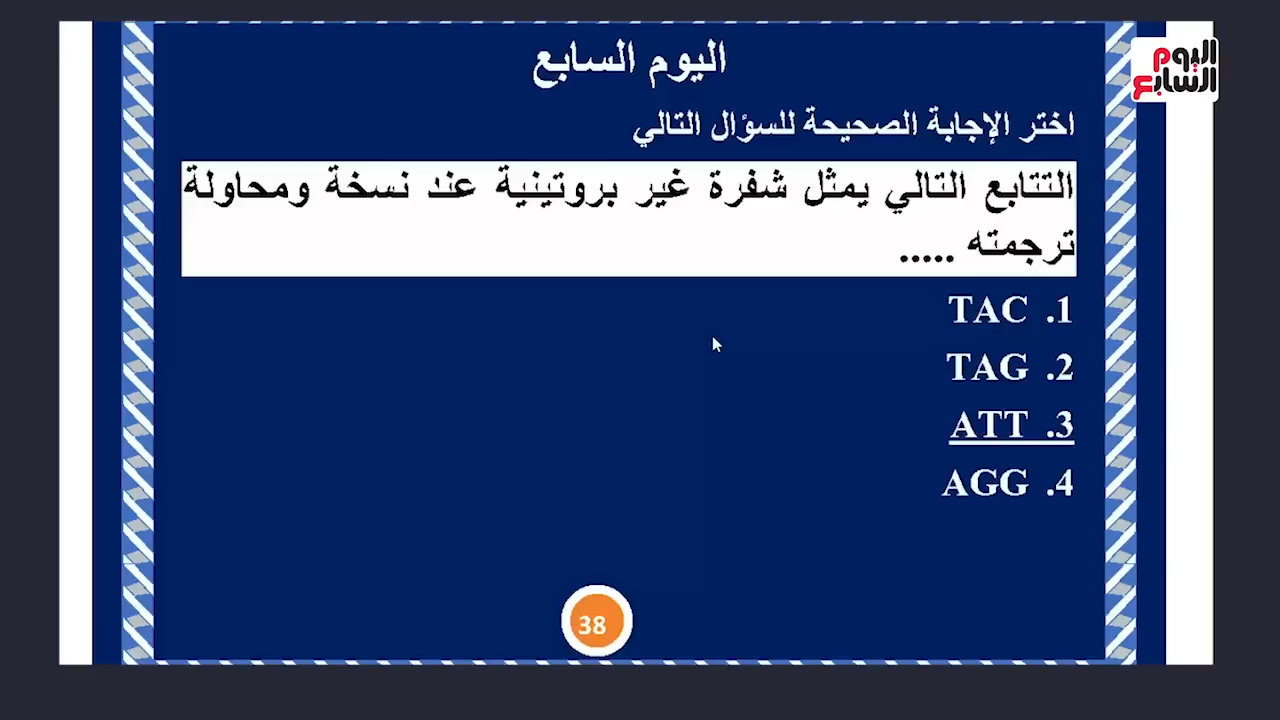 اليوم السابع
اليوم
السابع
اختر الإجابة الصحيحة للسؤال التالي
التتابع التالي يمثل شفرة غير بروتينية عند نسخة ومحاولة
ترجمته .....
1. TAC
2. TAG
3. ATT
4. AGG
38